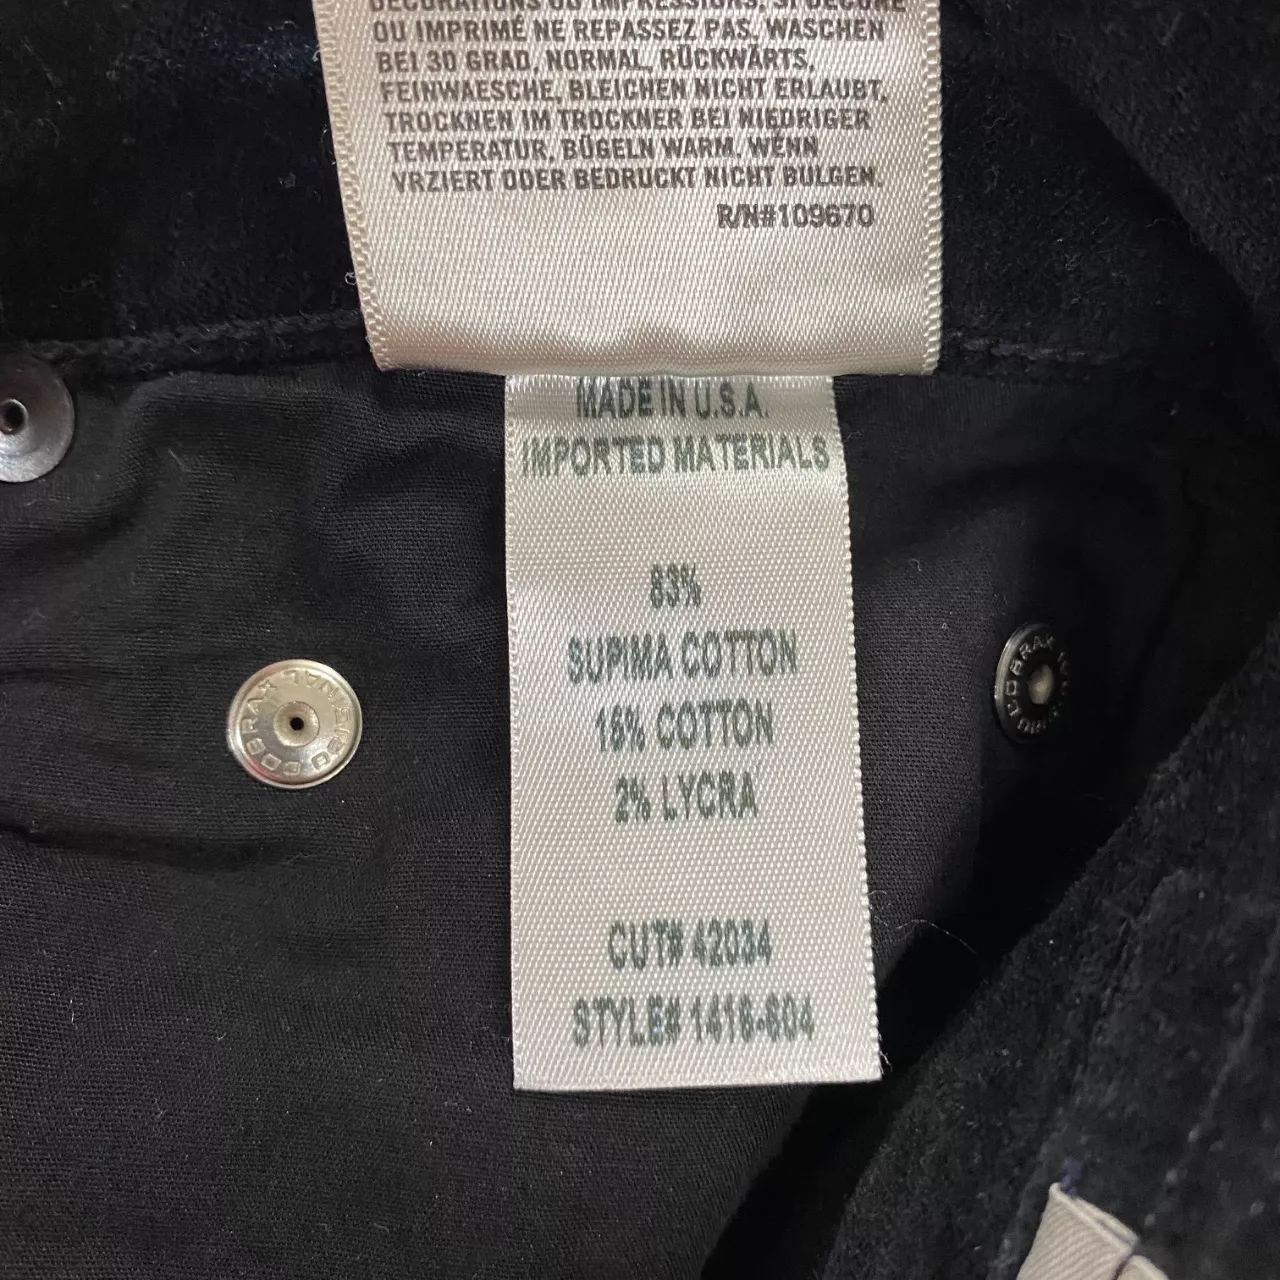 DECORATIONS OU IMPRESSIONS. SI DECORE
OU IMPRIMÉ NE REPASSEZ PAS. WASCHEN
BEI 30 GRAD, NORMAL, RÜCKWÄRTS,
FEINWAESCHE, BLEICHEN NICHT ERLAUBT,
TROCKNEN IM TROCKNER BEI NIEDRIGER
TEMPERATUR, BÜGELN WARM. WENN
VRZIERT ODER BEDRUCKT NICHT BULGEN.
R/N#109670
MADE IN U.S.A.
IMPORTED MATERIALS
83%
SUPIMA COTTON
15% COTTON
2% LYCRA
CUT# 42034
STYLE# 1416-604
COBRAX
COBRAX